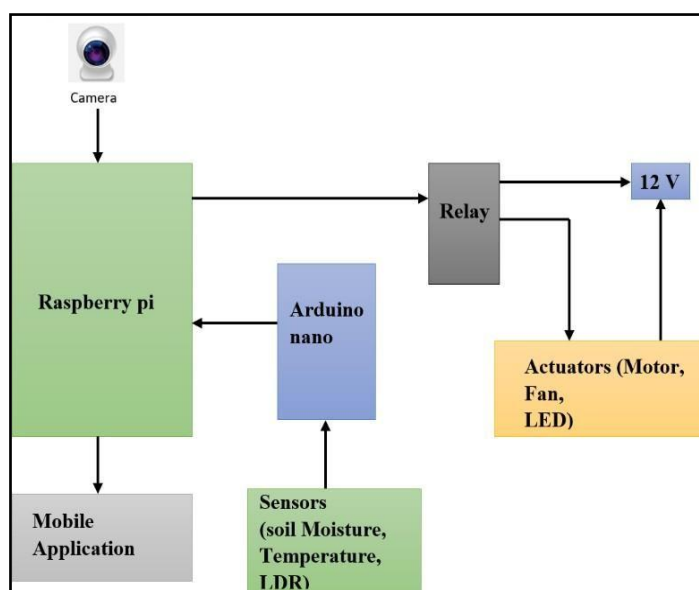 Camera
Raspberry pi
Relay
12 V
Arduino
nano
Actuators (Motor,
Fan,
LED)
Mobile
Application
Sensors
(soil Moisture,
Temperature,
LDR)